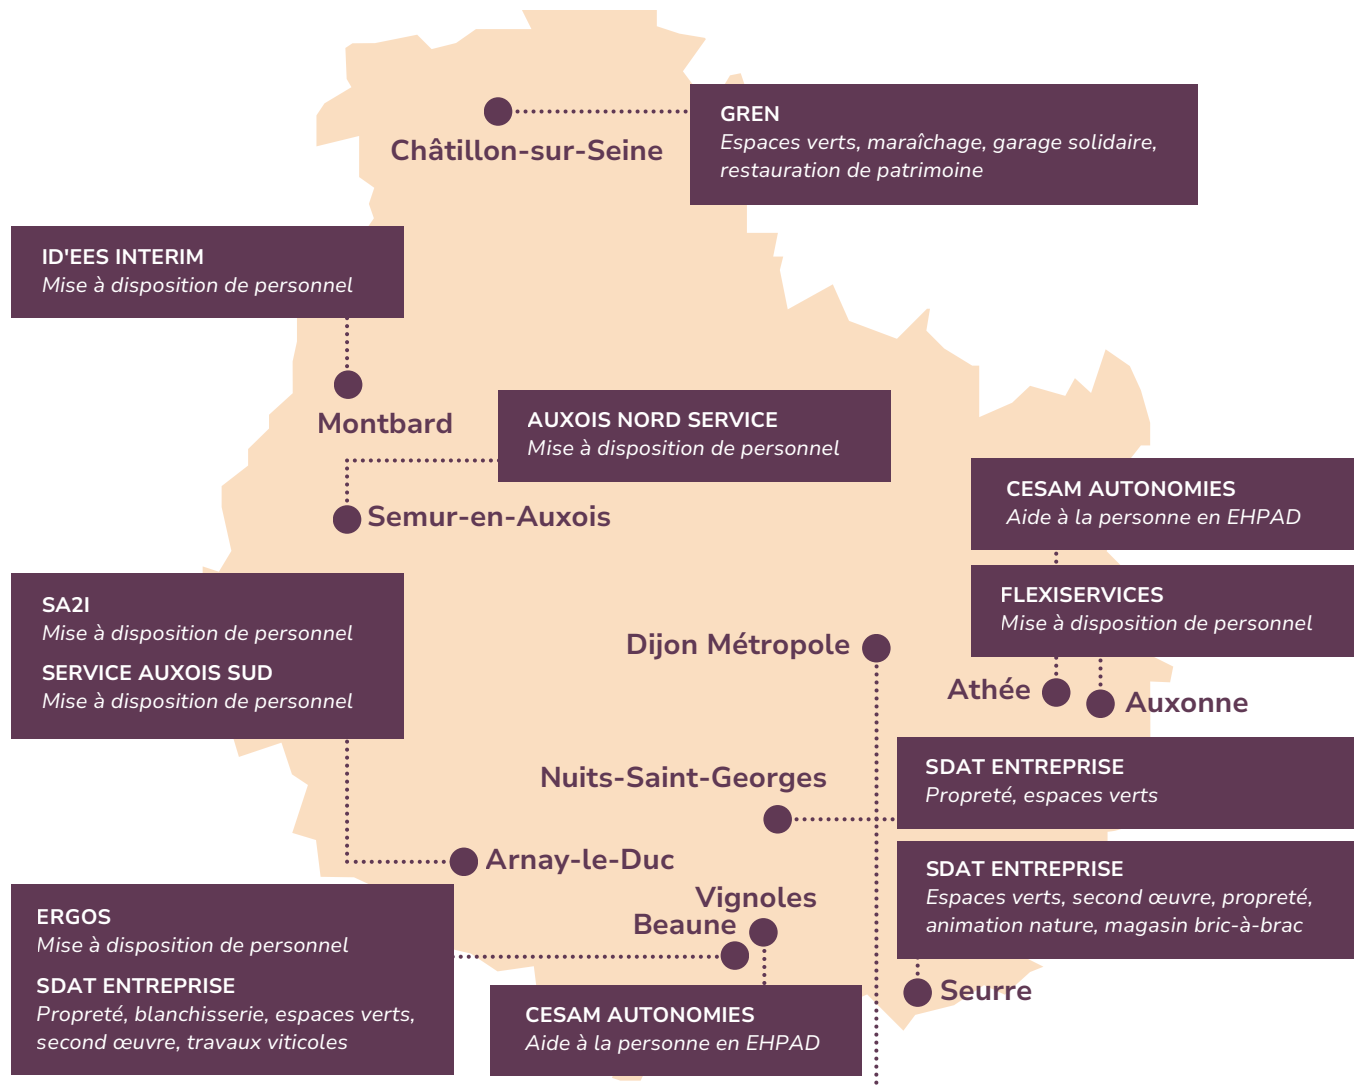 GREN
Espaces verts, maraîchage, garage solidaire,
restauration de patrimoine
Châtillon-sur-Seine
ID'EES INTERIM
Mise à disposition de personnel
Montbard
AUXOIS NORD SERVICE
Mise à disposition de personnel
Semur-en-Auxois
CESAM AUTONOMIES
Aide à la personne en EHPAD
FLEXISERVICES
Mise à disposition de personnel
SA2I
Mise à disposition de personnel
SERVICE AUXOIS SUD
Mise à disposition de personnel
Dijon Métropole
Athée
Auxonne
Nuits-Saint-Georges
SDAT ENTREPRISE
Propreté, espaces verts
Arnay-le-Duc
SDAT ENTREPRISE
Espaces verts, second œuvre, propreté,
animation nature, magasin bric-à-brac
Vignoles
Beaune
ERGOS
Mise à disposition de personnel
SDAT ENTREPRISE
Propreté, blanchisserie, espaces verts,
second œuvre, travaux viticoles
Seurre
CESAM AUTONOMIES
Aide à la personne en EHPAD